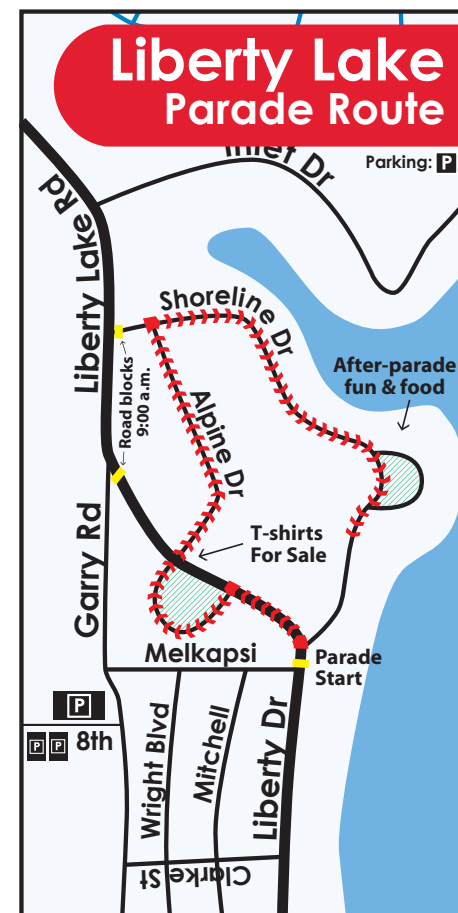 Liberty Lake
Parade Route
Inlet Dr
Parking: P
Liberty Lake Rd
Shoreline Dr
After-parade
fun & food
Road blocks
9:00 a.m.
Alpine Dr
T-shirts
For Sale
Garry Rd
Melkapsi
Parade
Start
P
P P 8th
Wright Blvd
Mitchell
Liberty Dr
Clarke St